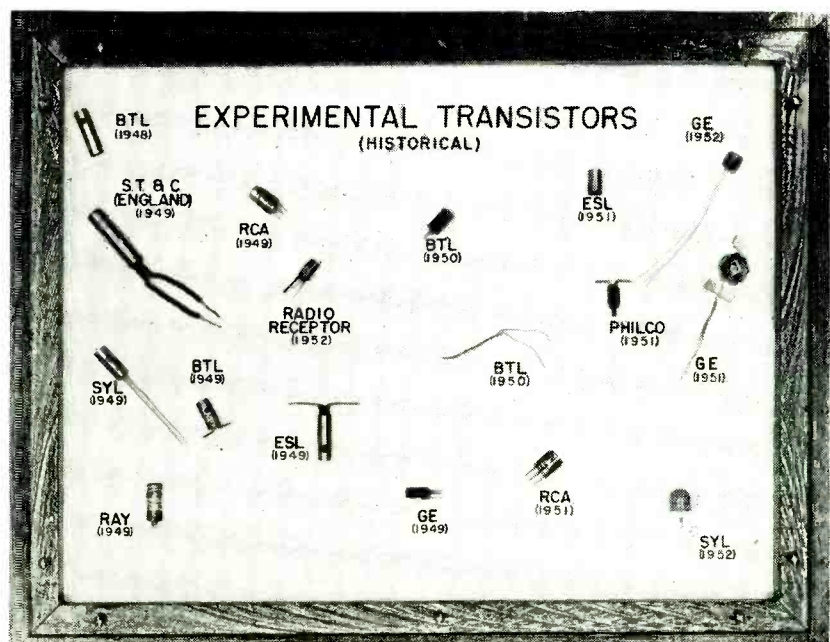 EXPERIMENTAL TRANSISTORS
(HISTORICAL)
BTL
(1948)
GE
(1952)
S.T. & C.
(ENGLAND)
(1949)
RCA
(1949)
BTL
(1950)
ESL
(1951)
RADIO
RECEPTOR
(1952)
PHILCO
(1951)
SYL
(1949)
BTL
(1949)
BTL
(1950)
GE
(1951)
ESL
(1949)
RAY
(1949)
GE
(1949)
RCA
(1951)
SYL
(1952)